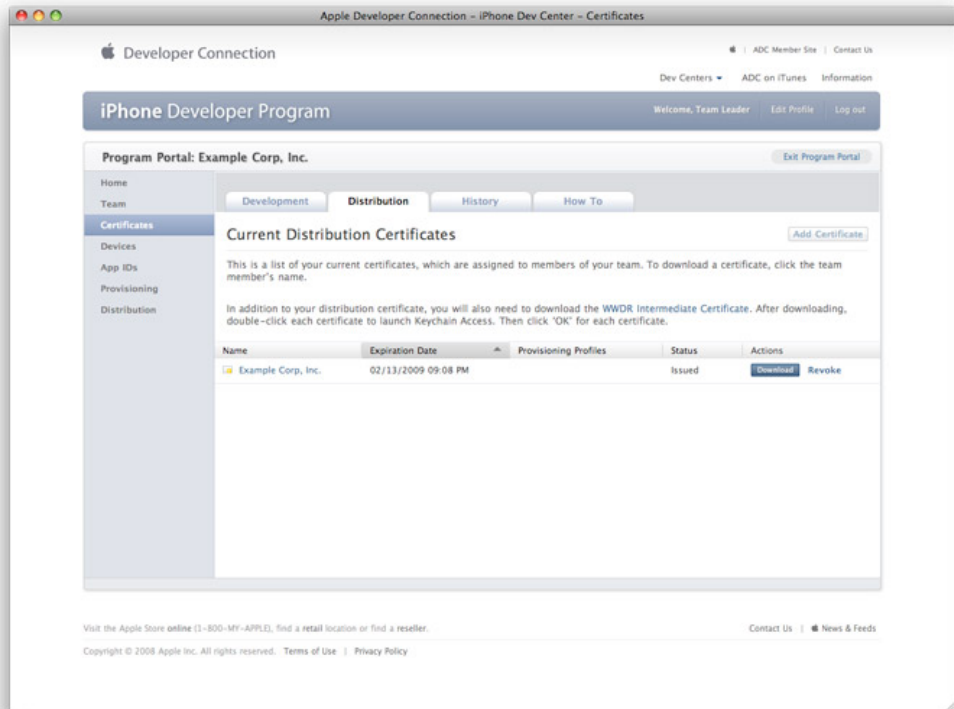 Apple Developer Connection - iPhone Dev Center - Certificates
Developer Connection
| ADC Member Site | Contact Us
Dev Centers ADC on iTunes Information
iPhone Developer Program
Welcome, Team Leader Edit Profile Log out
Program Portal: Example Corp, Inc.
Exit Program Portal
Home
Team
Certificates
Devices
App IDs
Provisioning
Distribution
Development Distribution History How To
Current Distribution Certificates
Add Certificate
This is a list of your current certificates, which are assigned to members of your team. To download a certificate, click the team
member's name.
In addition to your distribution certificate, you will also need to download the WWDR Intermediate Certificate. After downloading,
double-click each certificate to launch Keychain Access. Then click "OK" for each certificate.
Name Expiration Date Provisioning Profiles Status Actions
Example Corp, Inc. 02/13/2009 09:08 PM Issued Download Revoke
Visit the Apple Store online (1-800-MY-APPLE), find a retail location or find a reseller.
Contact Us | News & Feeds
Copyright © 2008 Apple Inc. All rights reserved. Terms of Use | Privacy Policy